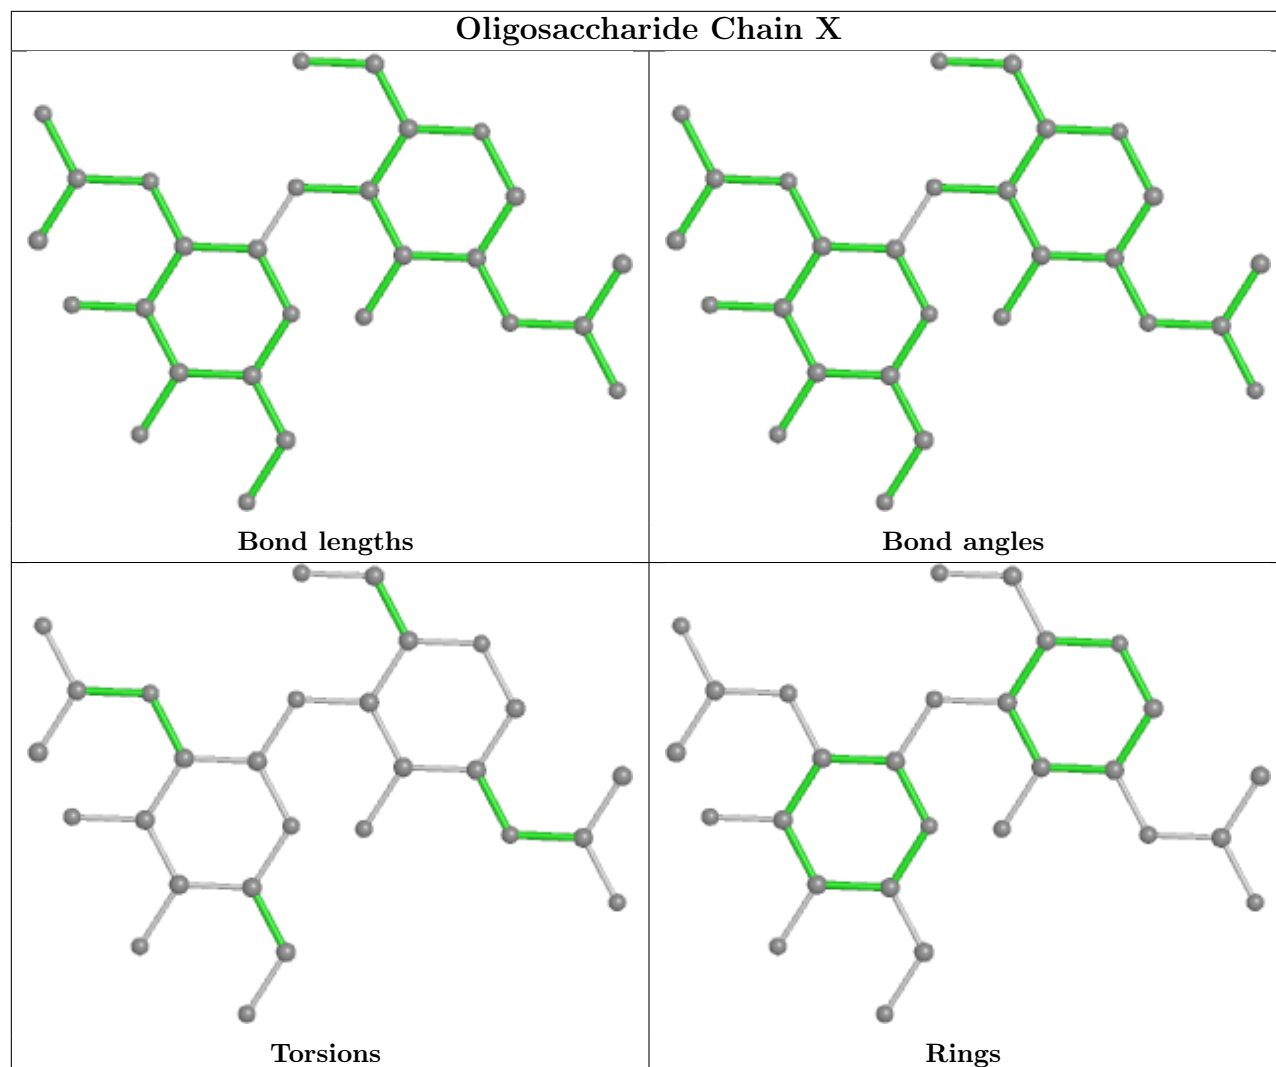 Oligosaccharide Chain X
Bond lengths
Bond angles
Torsions
Rings